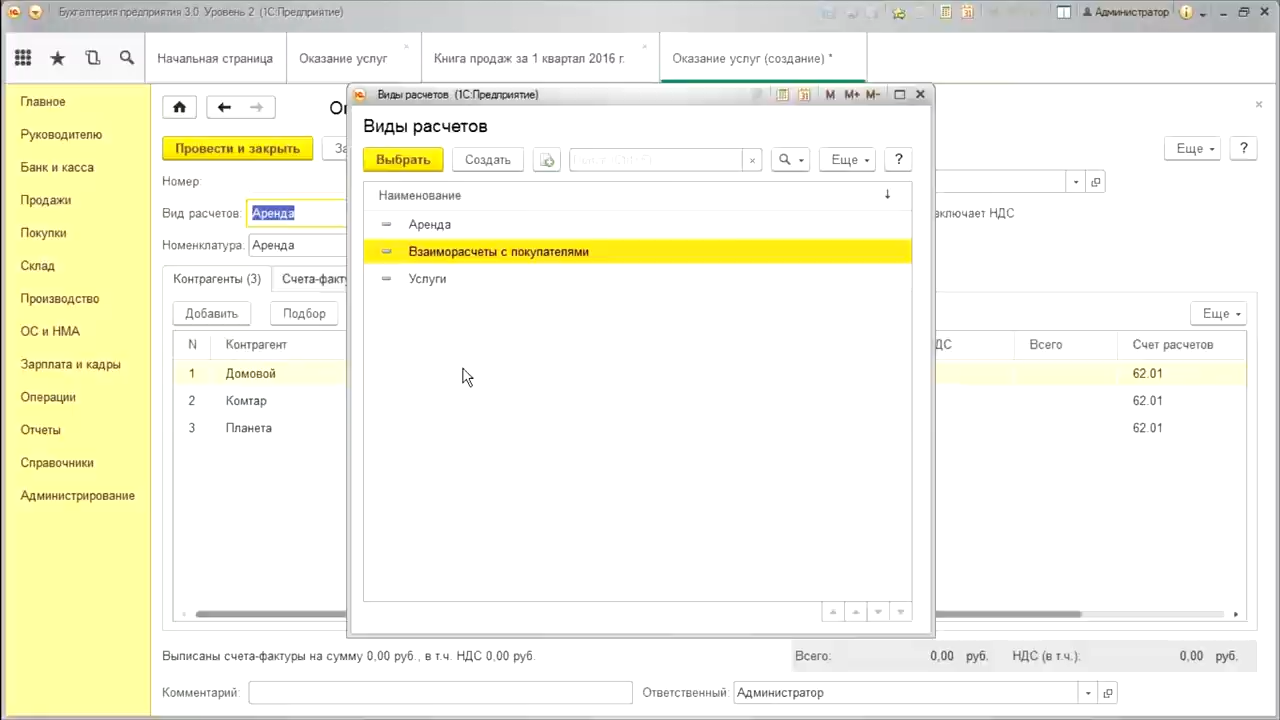 Бухгалтерия предприятия 3.0 Уровень 2 (1С:Предприятие)
Администратор
Начальная страница
Оказание услуг
Книга продаж за 1 квартал 2016 г.
Оказание услуг (создание) *
Главное
Руководителю
Банк и касса
Продажи
Покупки
Склад
Производство
ОС и НМА
Зарплата и кадры
Операции
Отчеты
Справочники
Администрирование
Провести и закрыть
Еще
?
Номер:
Вид расчетов: Аренда
включает НДС
Номенклатура: Аренда
Контрагенты (3)
Добавить
Подбор
Еще
N Контрагент Всего Счет расчетов
1 Домовой 62.01
2 Комтар 62.01
3 Планета 62.01
Виды расчетов (1С:Предприятие)
M M+ M-
Виды расчетов
Выбрать
Создать
Еще
?
Наименование
Аренда
Взаиморасчеты с покупателями
Услуги
Выписаны счета-фактуры на сумму 0,00 руб., в т.ч. НДС 0,00 руб.
Всего: 0,00 руб. НДС (в т.ч.): 0,00 руб.
Комментарий:
Ответственный: Администратор